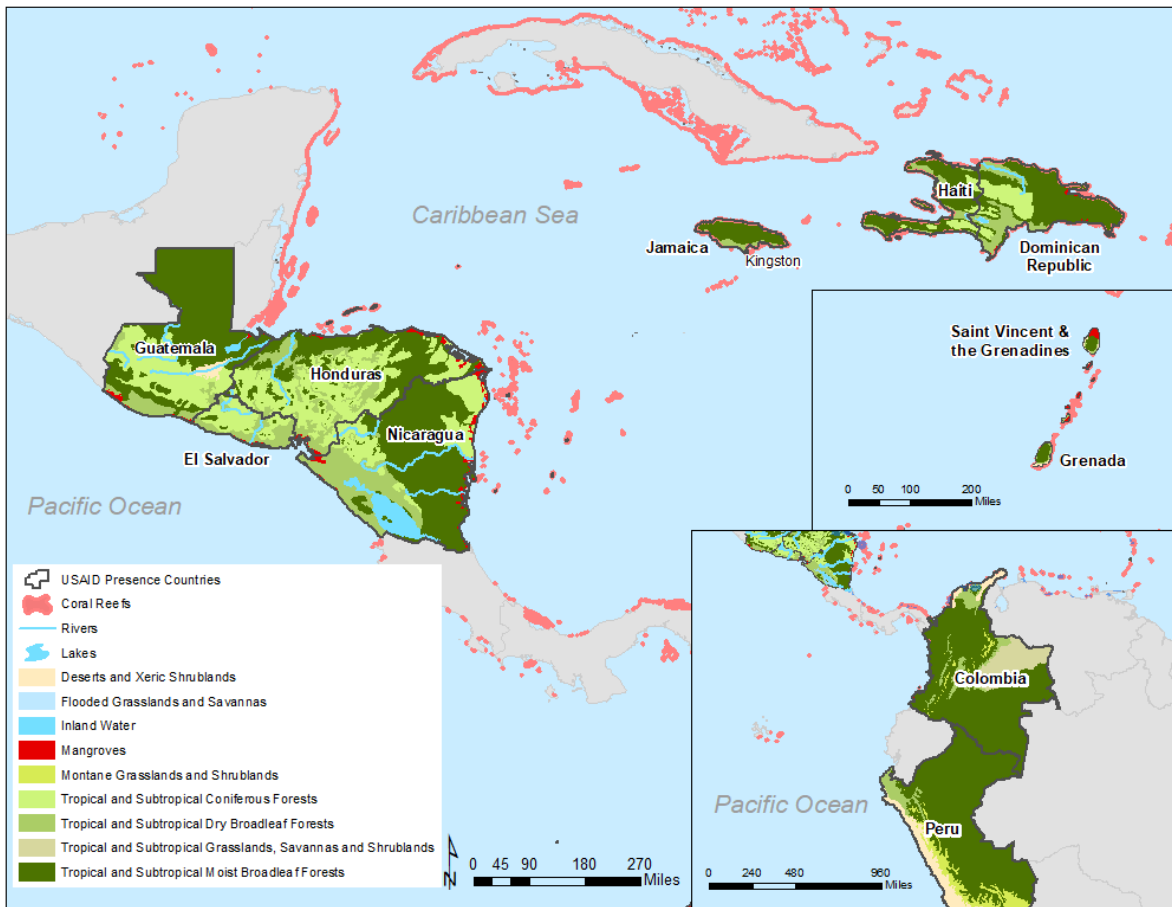 Caribbean Sea
Haiti
Jamaica
Kingston
Dominican
Republic
Guatemala
Honduras
Nicaragua
El Salvador
Pacific Ocean
Saint Vincent &
the Grenadines
Grenada
0 50 100 200
Miles
USAID Presence Countries
Coral Reefs
Rivers
Lakes
Deserts and Xeric Shrublands
Flooded Grasslands and Savannas
Inland Water
Mangroves
Montane Grasslands and Shrublands
Tropical and Subtropical Coniferous Forests
Tropical and Subtropical Dry Broadleaf Forests
Tropical and Subtropical Grasslands, Savannas and Shrublands
Tropical and Subtropical Moist Broadleaf Forests
N
0 45 90 180 270
Miles
Colombia
Pacific Ocean
Peru
0 240 480 960
Miles